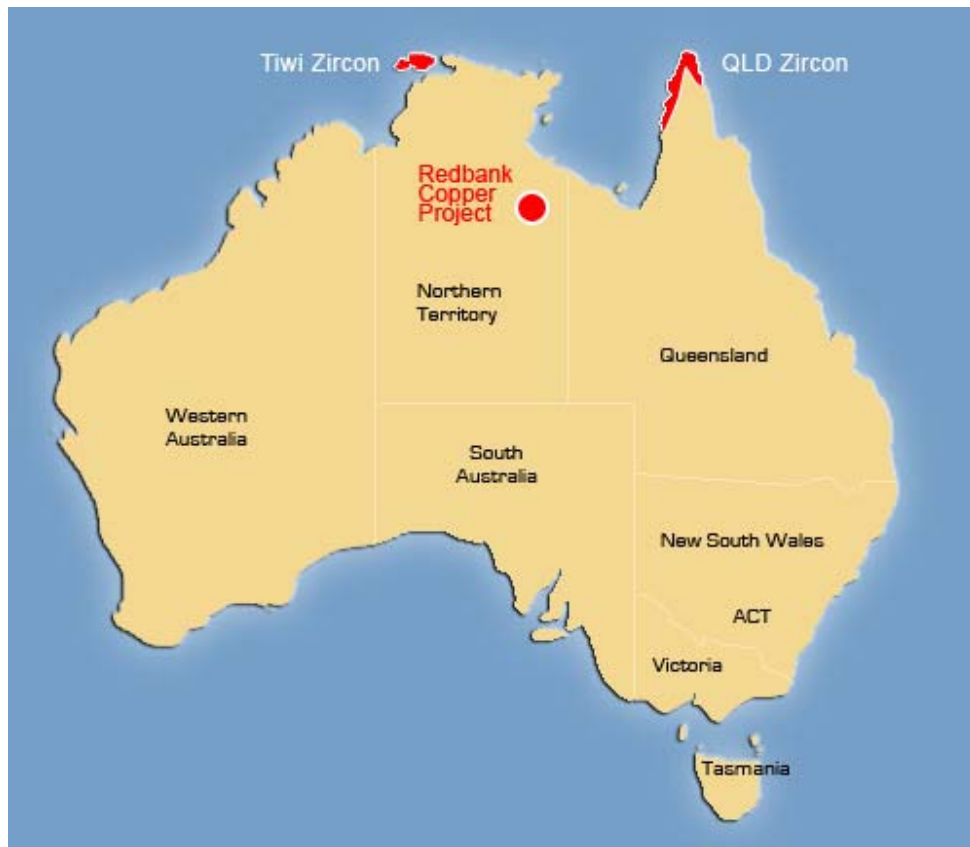 Tiwi Zircon
QLD Zircon
Redbank
Copper
Project
Northern
Territory
Queensland
Western
Australia
South
Australia
New South Wales
ACT
Victoria
Tasmania